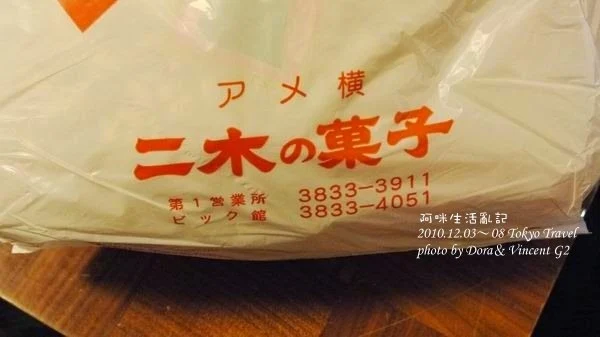 アメ横
二木の菓子
第1営業所 3833-3911
ビック館 3833-4051
阿咪生活亂記
2010.12.03～08 Tokyo Travel
photo by Dora & Vincent G2